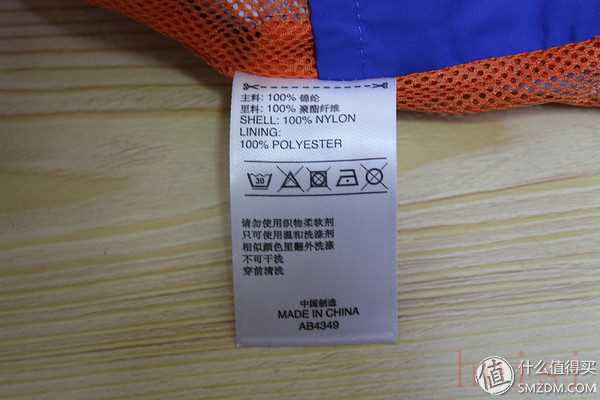 主料: 100% 锦纶
里料: 100% 聚酯纤维
SHELL: 100% NYLON
LINING:
100% POLYESTER
30
请勿使用织物柔软剂
只可使用温和洗涤剂
相似颜色里翻外洗涤
不可干洗
穿前清洗
中国制造
MADE IN CHINA
AB4349
值 什么值得买
SMZDM.COM